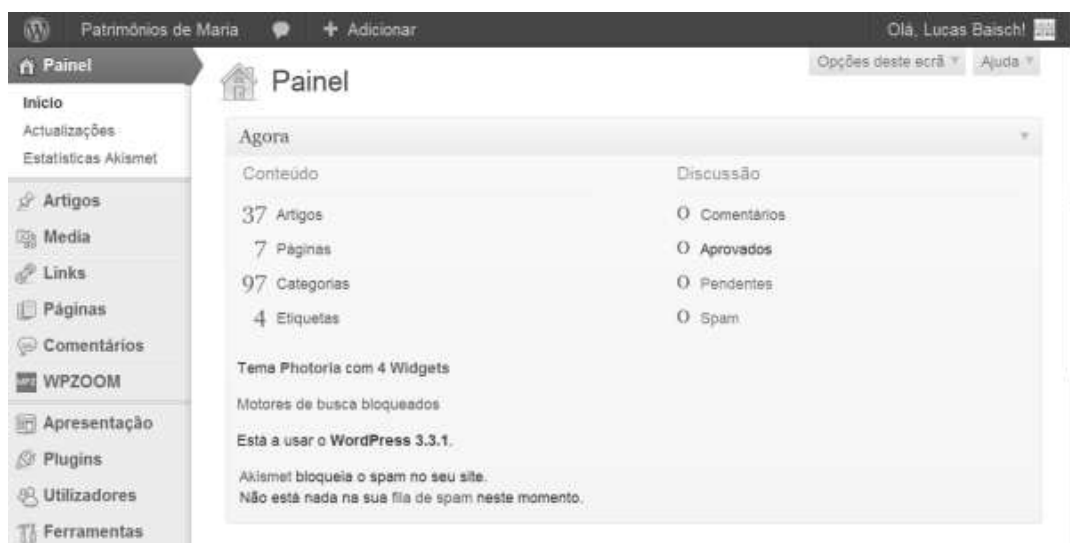 Patrimónios de Maria + Adicionar Olá, Lucas Baisch!
Painel
Início
Actualizações
Estatísticas Akismet
Artigos
Media
Links
Páginas
Comentários
WPZOOM
Apresentação
Plugins
Utilizadores
Ferramentas
Opções deste ecrã Ajuda
Painel
Agora
Conteúdo
37 Artigos
7 Páginas
97 Categorias
4 Etiquetas
Discussão
0 Comentários
0 Aprovados
0 Pendentes
0 Spam
Tema Photoria com 4 Widgets
Motores de busca bloqueados
Está a usar o WordPress 3.3.1.
Akismet bloqueia o spam no seu site.
Não está nada na sua fila de spam neste momento.